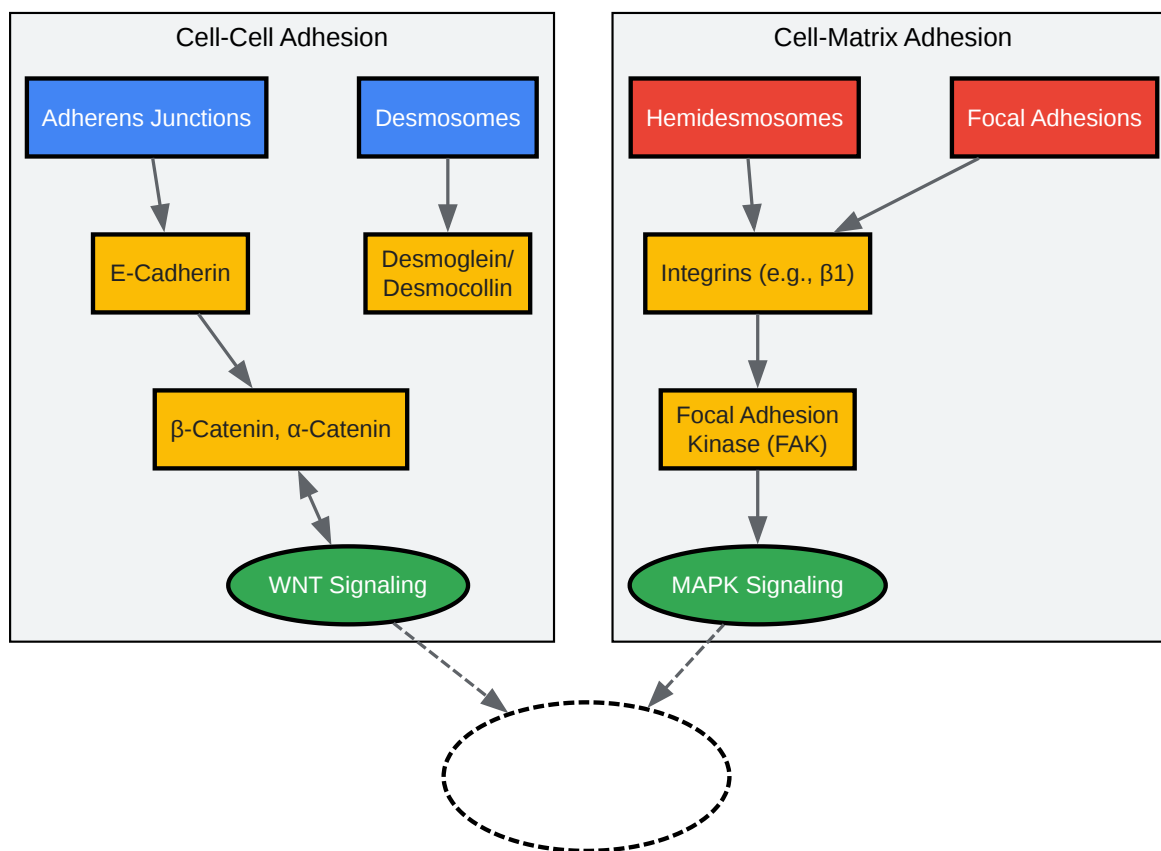 Cell-Cell Adhesion
Adherens Junctions
Desmosomes
E-Cadherin
Desmoglein/
Desmocollin
β-Catenin, α-Catenin
WNT Signaling
Cell-Matrix Adhesion
Hemidesmosomes
Focal Adhesions
Integrins (e.g., β1)
Focal Adhesion
Kinase (FAK)
MAPK Signaling